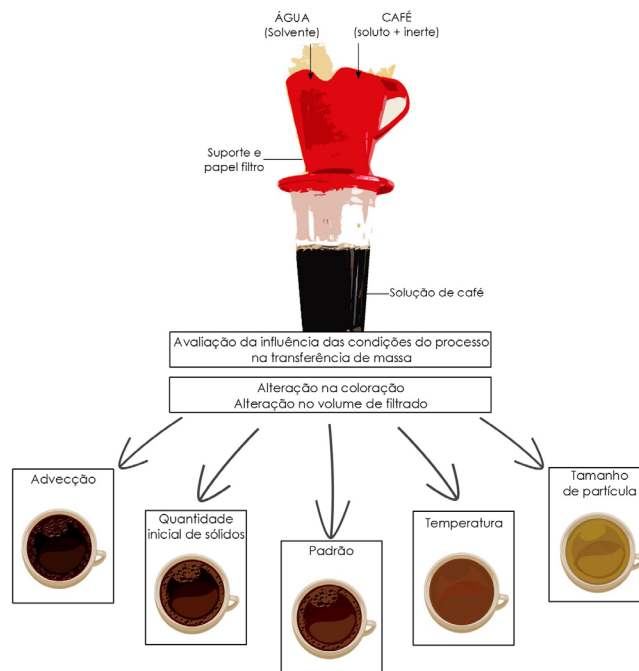 ÁGUA
(Solvente)
CAFÉ
(soluto + inerte)
Suporte e
papel filtro
Solução de café
Avaliação da influência das condições do processo
na transferência de massa
Alteração na coloração
Alteração no volume de filtrado
Advecção
Quantidade
inicial de sólidos
Padrão
Temperatura
Tamanho
de partícula